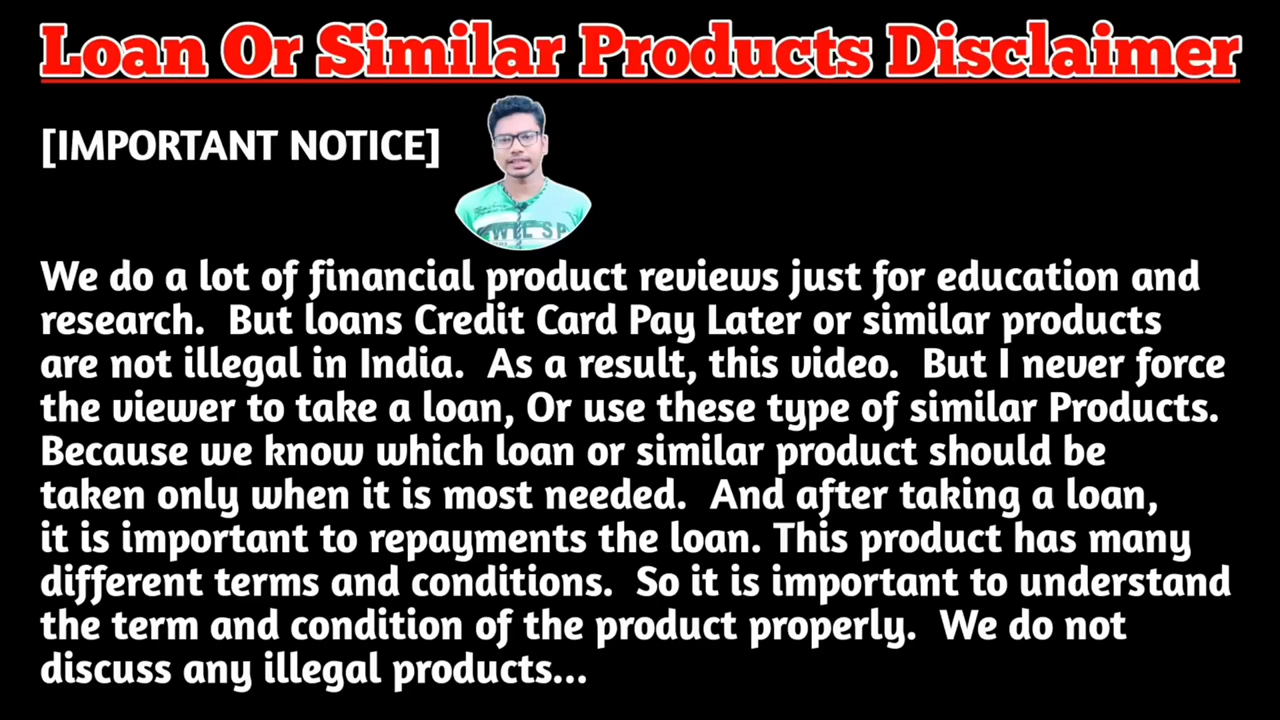 Loan Or Similar Products Disclaimer
[IMPORTANT NOTICE]
We do a lot of financial product reviews just for education and
research. But loans Credit Card Pay Later or similar products
are not illegal in India. As a result, this video. But I never force
the viewer to take a loan, Or use these type of similar Products.
Because we know which loan or similar product should be
taken only when it is most needed. And after taking a loan,
it is important to repayments the loan. This product has many
different terms and conditions. So it is important to understand
the term and condition of the product properly. We do not
discuss any illegal products...